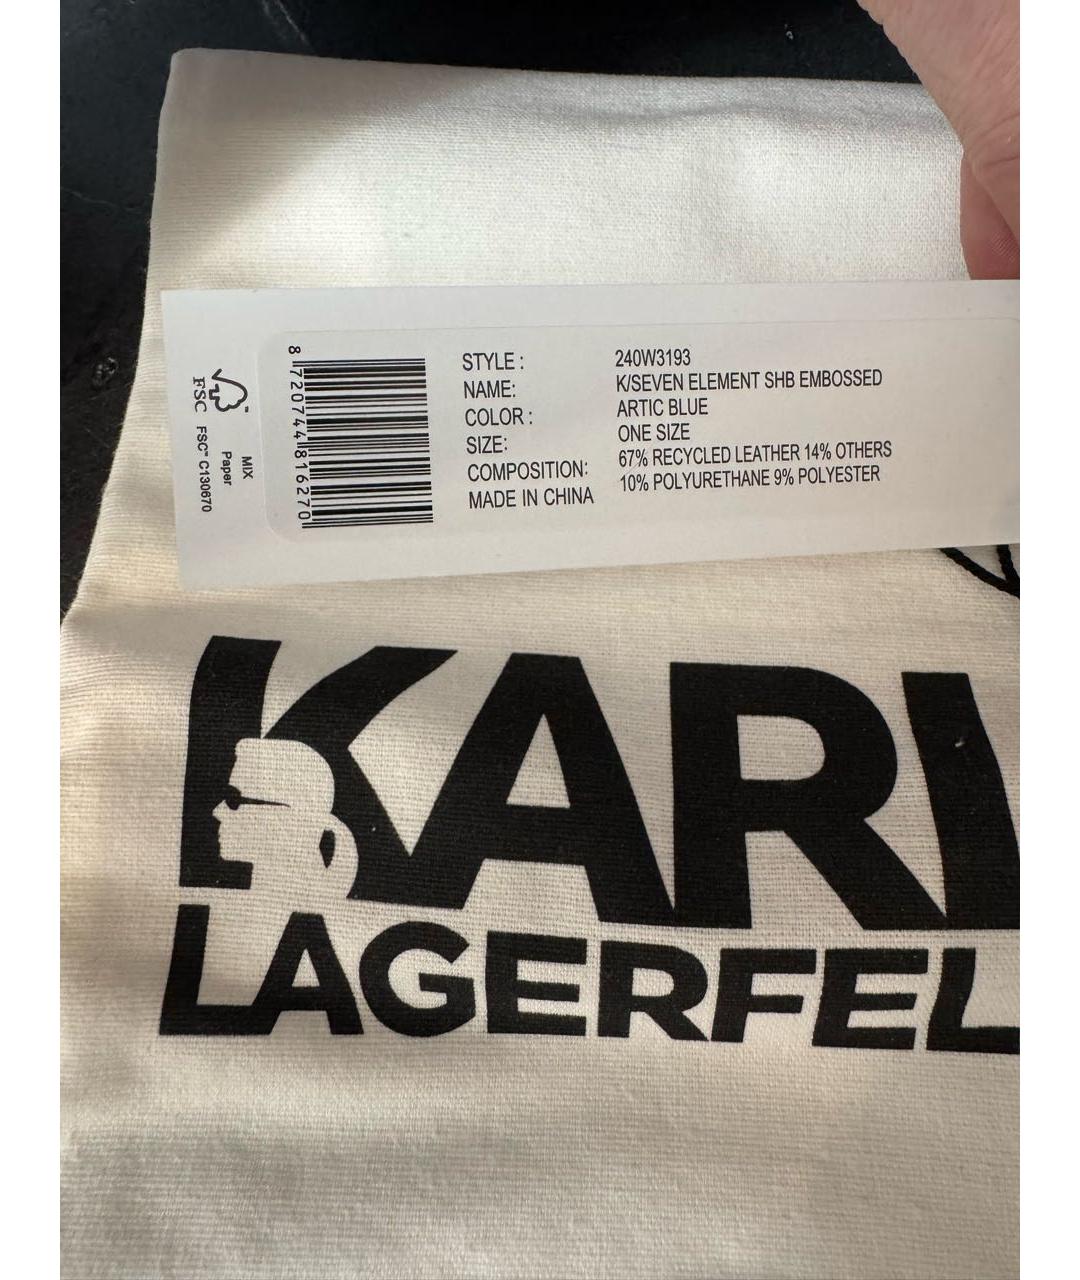 STYLE : 240W3193
NAME: K/SEVEN ELEMENT SHB EMBOSSED
COLOR : ARTIC BLUE
SIZE: ONE SIZE
COMPOSITION: 67% RECYCLED LEATHER 14% OTHERS
MADE IN CHINA 10% POLYURETHANE 9% POLYESTER
8 720744 816270
FSC
MIX
Paper
FSC™ C130670
KARL
LAGERFEL